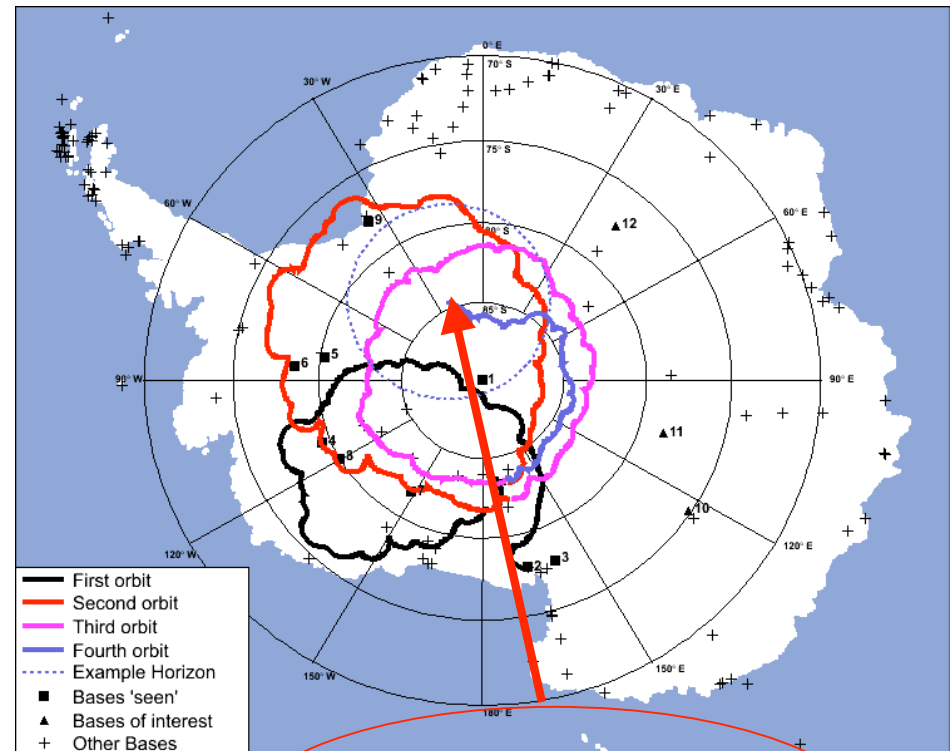 0° E
70° S
30° W
30° E
75° S
60° W
60° E
9
80° S
12
85° S
5
6
1
90° W
90° E
11
4
8
7
10
3
2
120° W
120° E
150° W
150° E
180° E
First orbit
Second orbit
Third orbit
Fourth orbit
Example Horizon
Bases 'seen'
Bases of interest
Other Bases